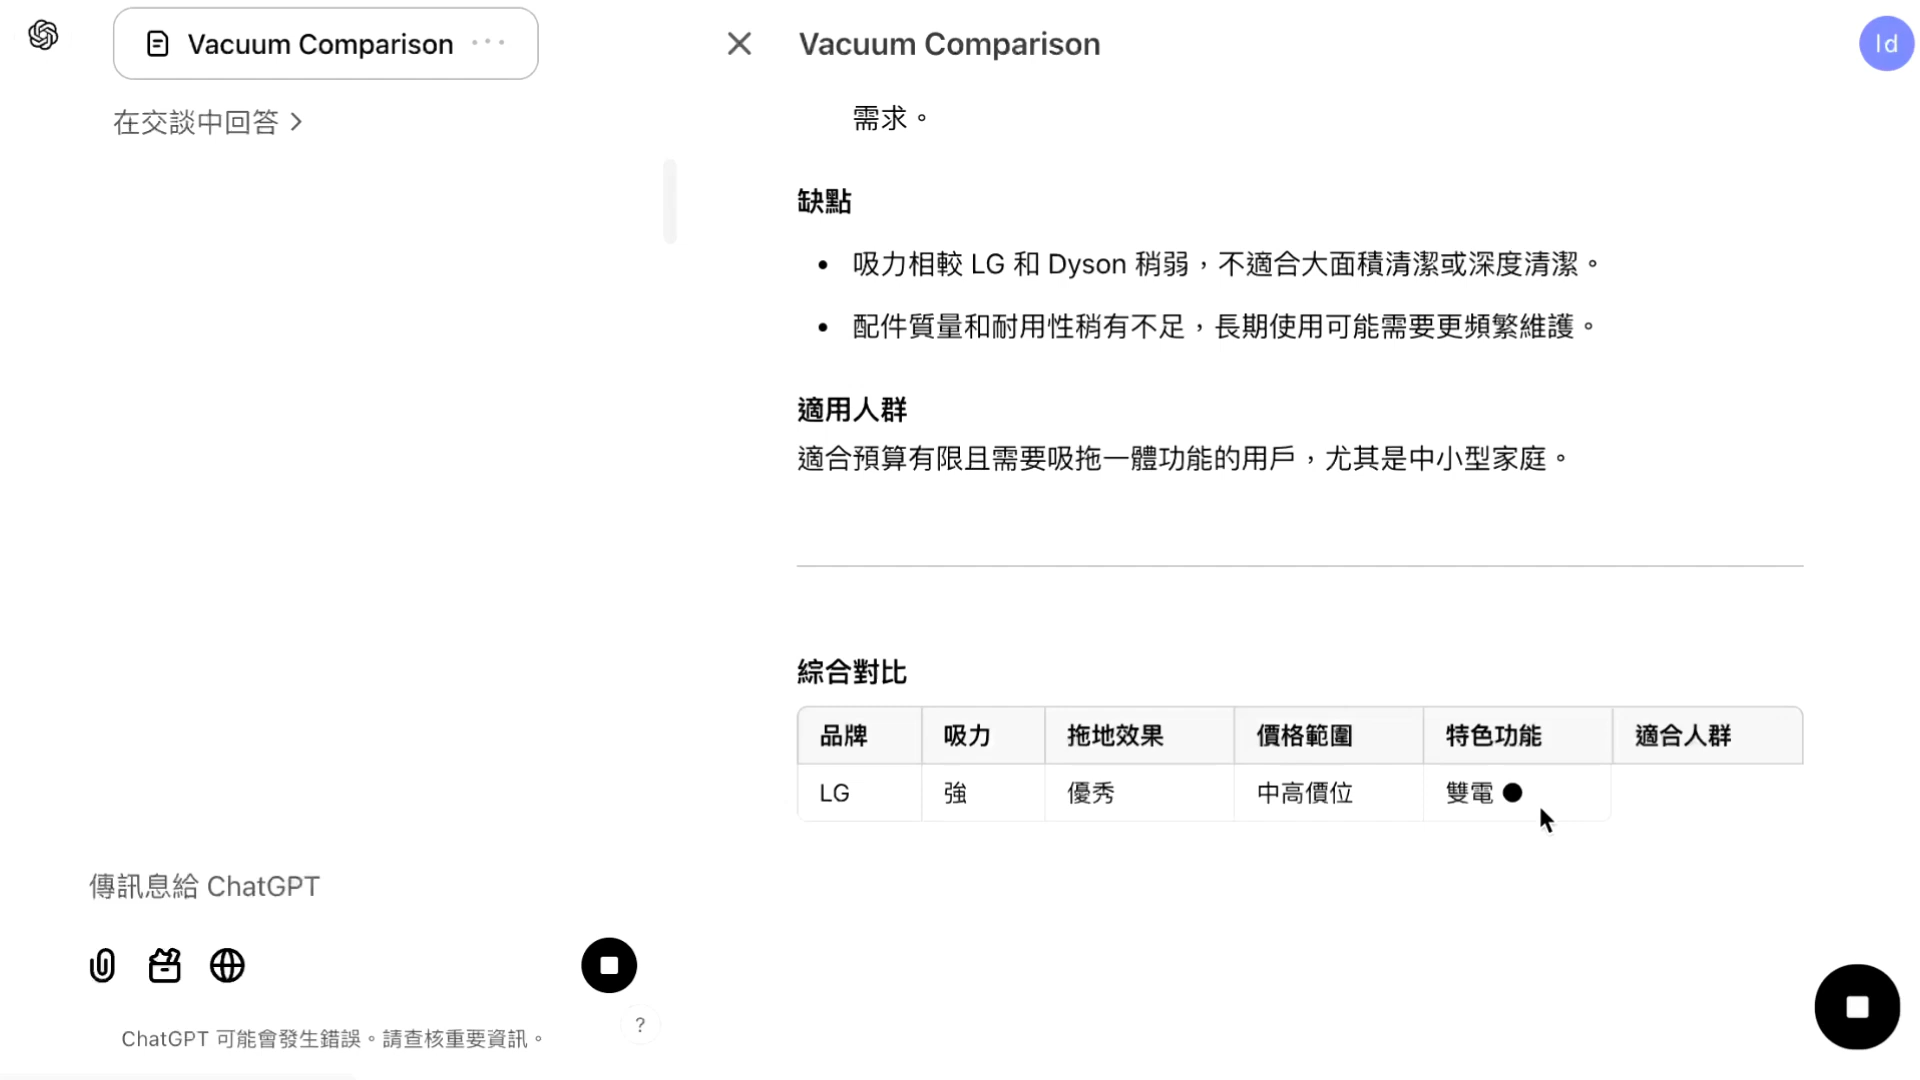 Vacuum Comparison
在交談中回答
傳訊息給 ChatGPT
ChatGPT 可能會發生錯誤。請查核重要資訊。
?
Vacuum Comparison
Id
需求。
缺點
• 吸力相較 LG 和 Dyson 稍弱，不適合大面積清潔或深度清潔。
• 配件質量和耐用性稍有不足，長期使用可能需要更頻繁維護。
適用人群
適合預算有限且需要吸拖一體功能的用戶，尤其是中小型家庭。
綜合對比
品牌 吸力 拖地效果 價格範圍 特色功能 適合人群
LG 強 優秀 中高價位 雙電